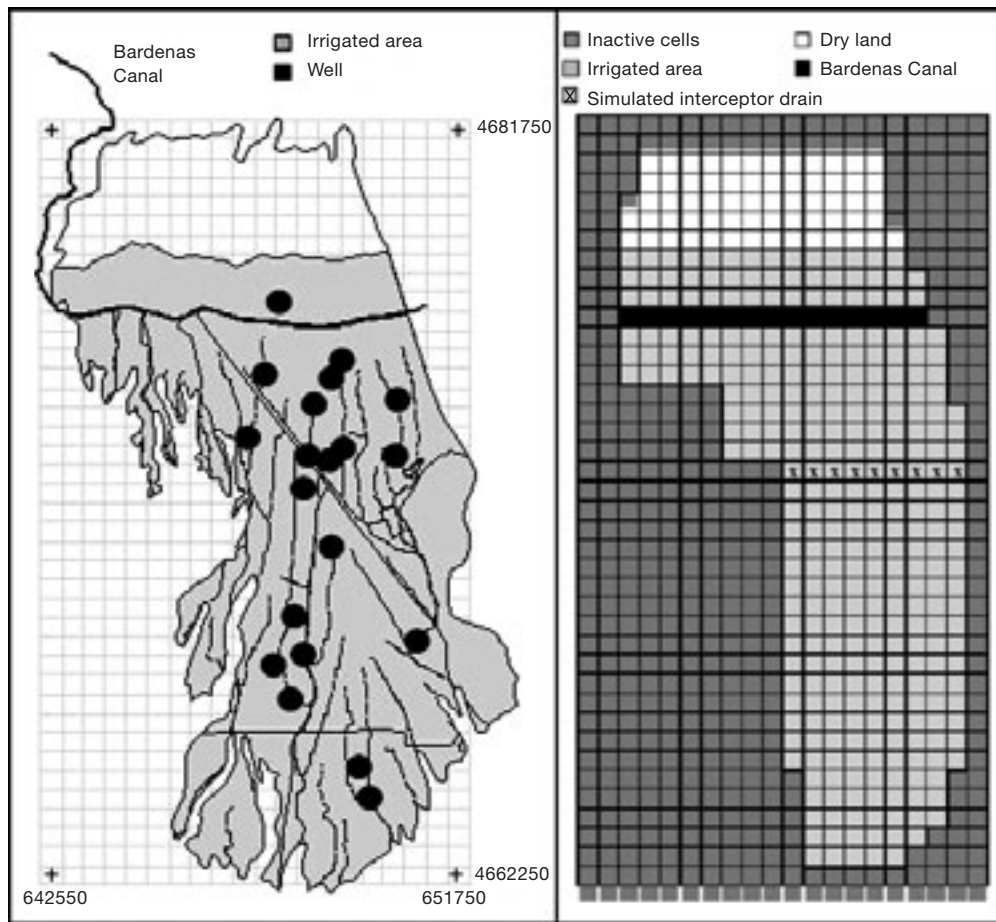 Bardenas
Canal
Irrigated area
Well
4681750
4662250
642550
651750
Inactive cells
Dry land
Irrigated area
Bardenas Canal
Simulated interceptor drain